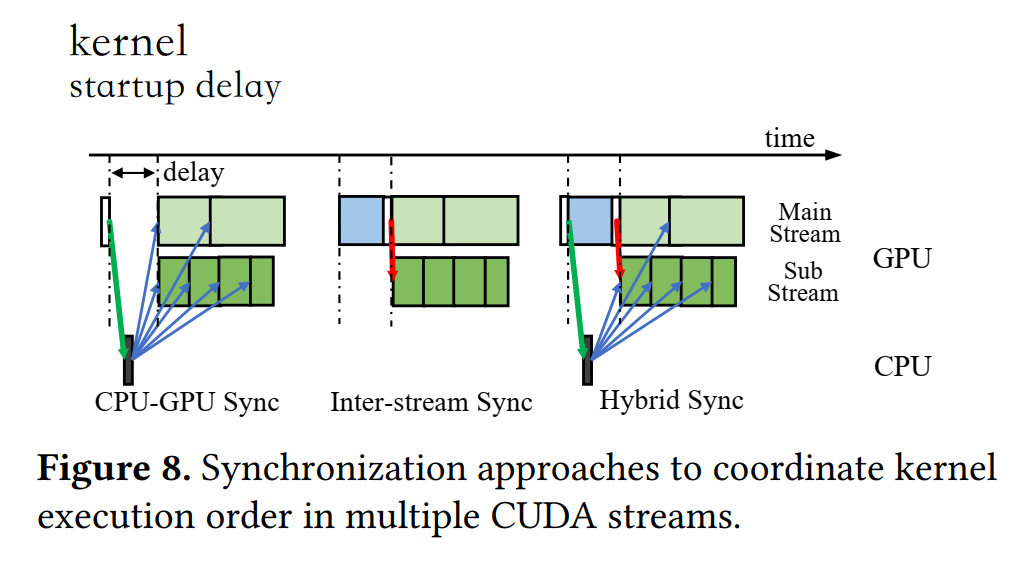 kernel
startup delay
time
delay
Main
Stream
GPU
Sub
Stream
CPU
CPU-GPU Sync
Inter-stream Sync
Hybrid Sync
Figure 8. Synchronization approaches to coordinate kernel
execution order in multiple CUDA streams.